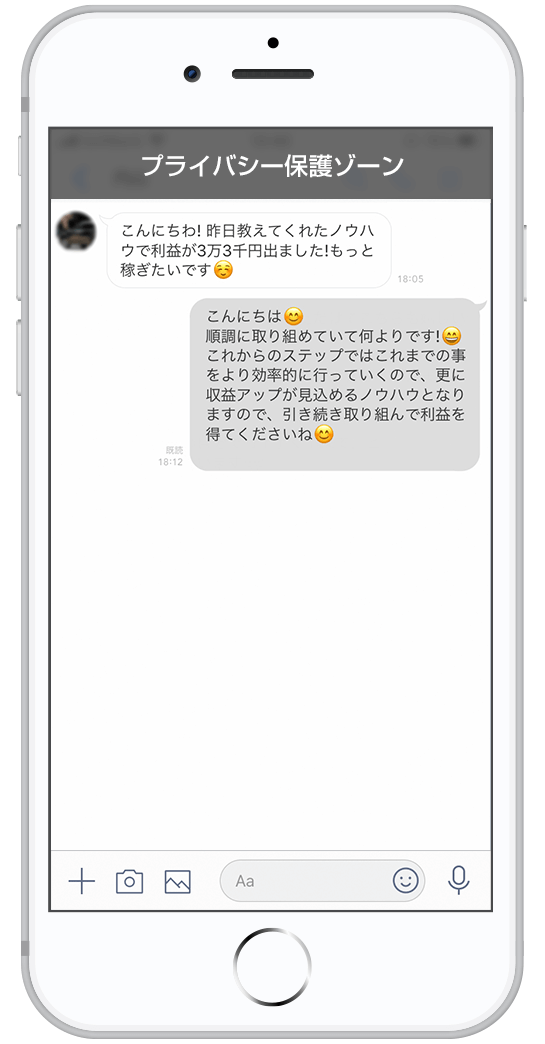 プライバシー保護ゾーン
こんにちわ! 昨日教えてくれたノウハ
ウで利益が3万3千円出ました!もっと
稼ぎたいです☺️
18:05
こんにちは😊
順調に取り組めていて何よりです!😄
これからのステップではこれまでの事
をより効率的に行っていくので、更に
収益アップが見込めるノウハウとなり
ますので、引き続き取り組んで利益を
得てくださいね😊
既読
18:12
Aa